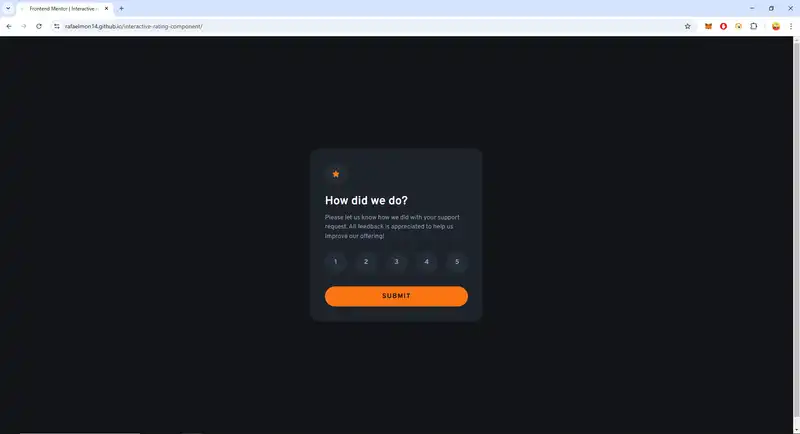 Frontend Mentor | Interactive
rafaelmon14.github.io/interactive-rating-component/
How did we do?
Please let us know how we did with your support
request. All feedback is appreciated to help us
improve our offering!
1 2 3 4 5
SUBMIT